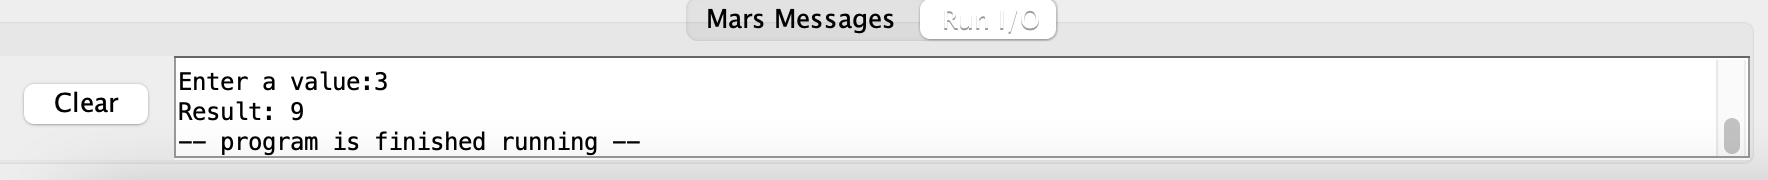 Mars Messages Run I/O
Clear
Enter a value:3
Result: 9
-- program is finished running --